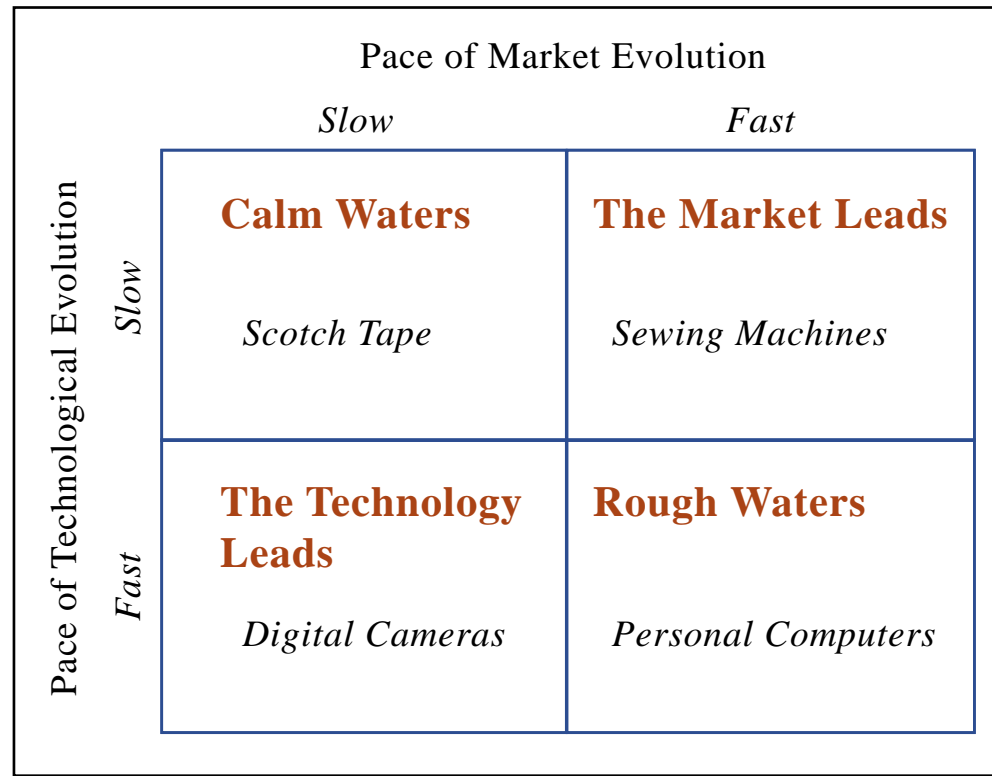 Pace of Market Evolution
Slow
Fast
Pace of Technological Evolution
Slow
Calm Waters
Scotch Tape
The Market Leads
Sewing Machines
Fast
The Technology
Leads
Digital Cameras
Rough Waters
Personal Computers